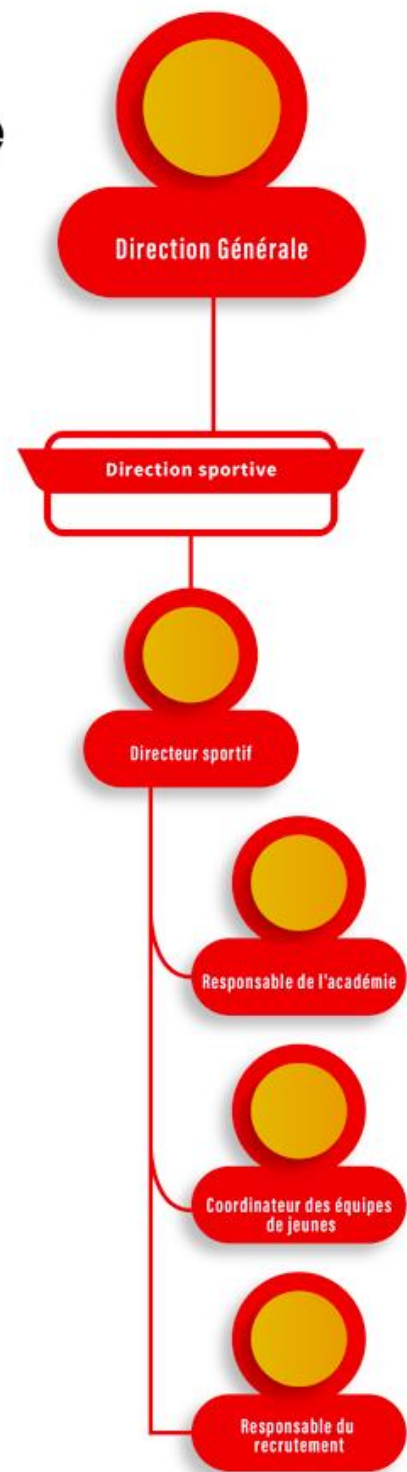 Direction Générale
Direction sportive
Directeur sportif
Responsable de l'académie
Coordinateur des équipes
de jeunes
Responsable du
recrutement